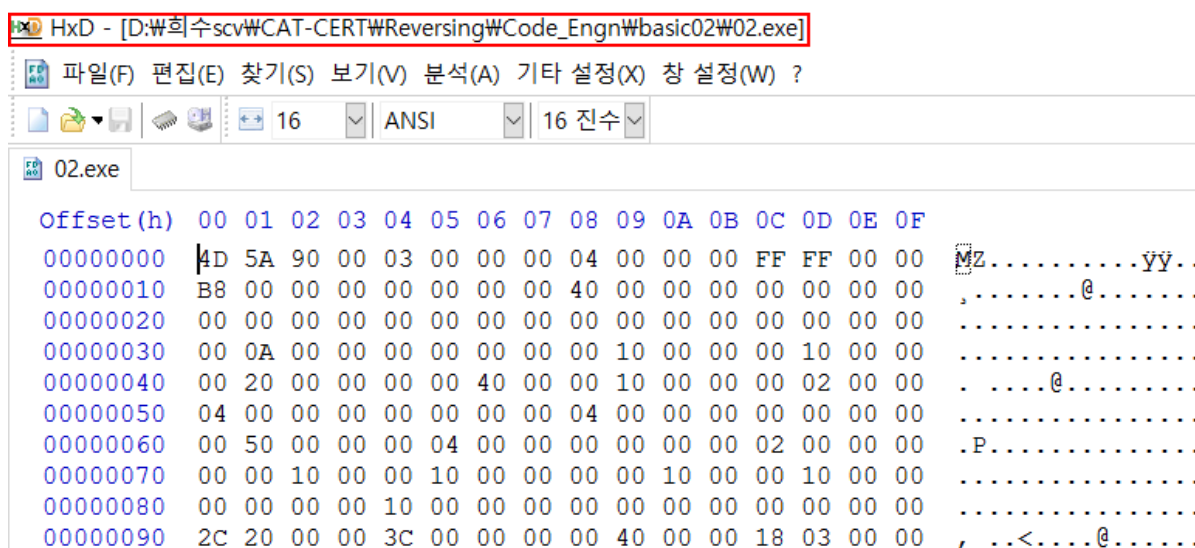 HxD - [D:₩희수scv₩CAT-CERT₩Reversing₩Code_Engn₩basic02₩02.exe]
파일(F) 편집(E) 찾기(S) 보기(V) 분석(A) 기타 설정(X) 창 설정(W) ?
16 ANSI 16 진수
02.exe
Offset(h) 00 01 02 03 04 05 06 07 08 09 0A 0B 0C 0D 0E 0F
00000000 4D 5A 90 00 03 00 00 00 04 00 00 00 FF FF 00 00 MZ..........ÿÿ..
00000010 B8 00 00 00 00 00 00 00 40 00 00 00 00 00 00 00 ¸.......@.......
00000020 00 00 00 00 00 00 00 00 00 00 00 00 00 00 00 00 ................
00000030 00 0A 00 00 00 00 00 00 00 10 00 00 00 10 00 00 ................
00000040 00 20 00 00 00 00 40 00 00 10 00 00 00 02 00 00 . ....@.........
00000050 04 00 00 00 00 00 00 00 04 00 00 00 00 00 00 00 ................
00000060 00 50 00 00 00 04 00 00 00 00 00 00 02 00 00 00 .P..............
00000070 00 00 10 00 00 10 00 00 00 00 10 00 00 10 00 00 ................
00000080 00 00 00 00 10 00 00 00 00 00 00 00 00 00 00 00 ................
00000090 2C 20 00 00 3C 00 00 00 00 40 00 00 18 03 00 00 , ..<....@......